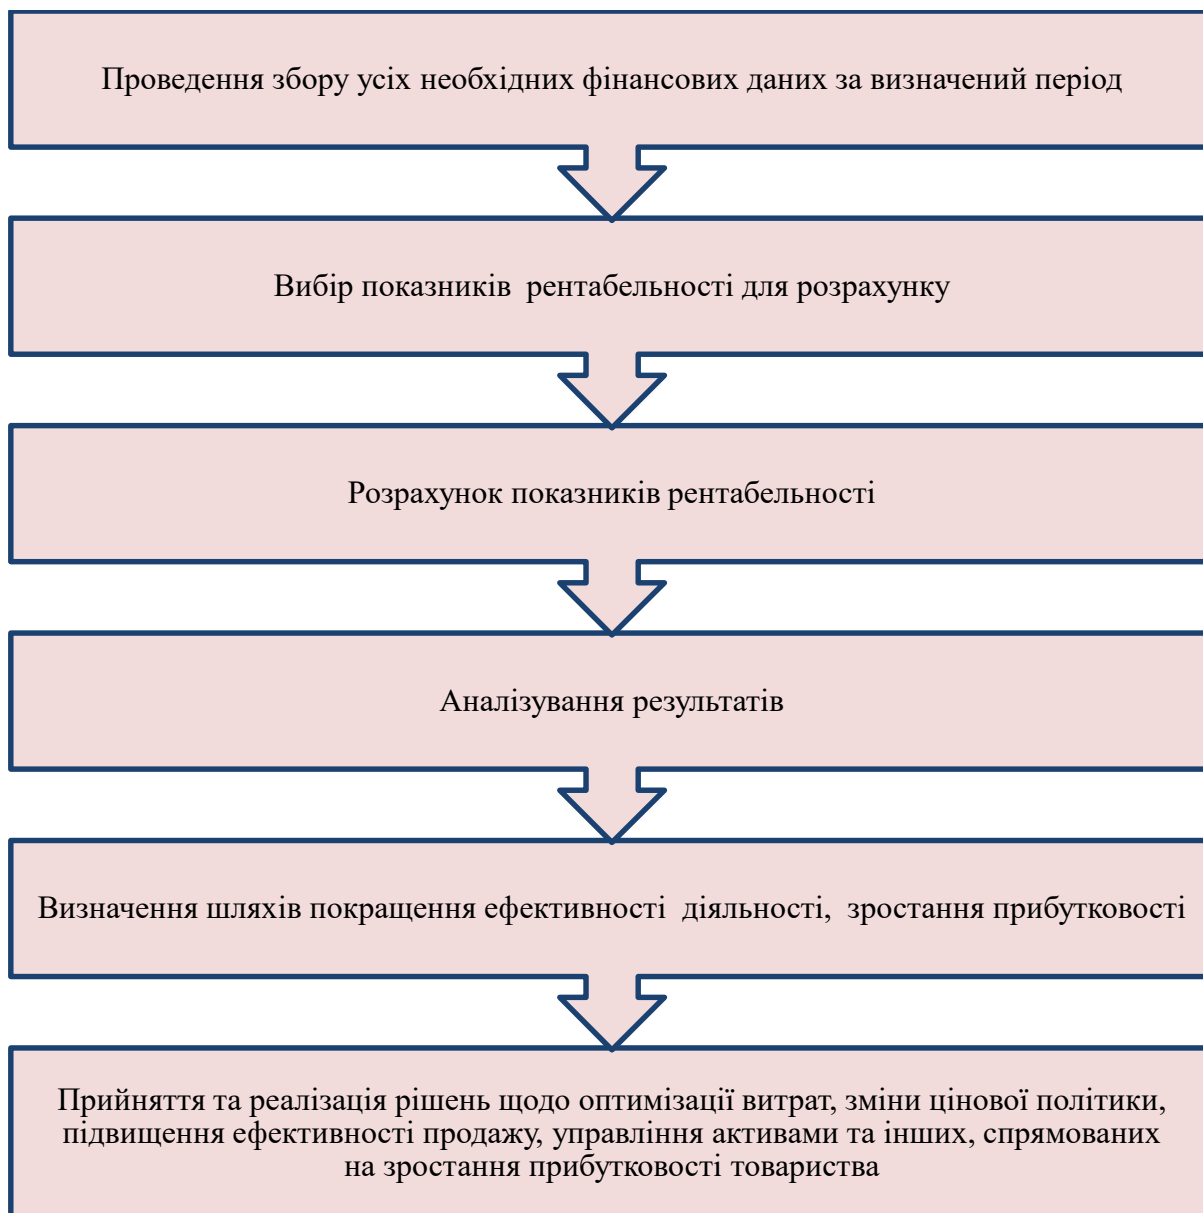 Проведення збору усіх необхідних фінансових даних за визначений період
Вибір показників рентабельності для розрахунку
Розрахунок показників рентабельності
Аналізування результатів
Визначення шляхів покращення ефективності діяльності, зростання прибутковості
Прийняття та реалізація рішень щодо оптимізації витрат, зміни цінової політики,
підвищення ефективності продажу, управління активами та інших, спрямованих
на зростання прибутковості товариства